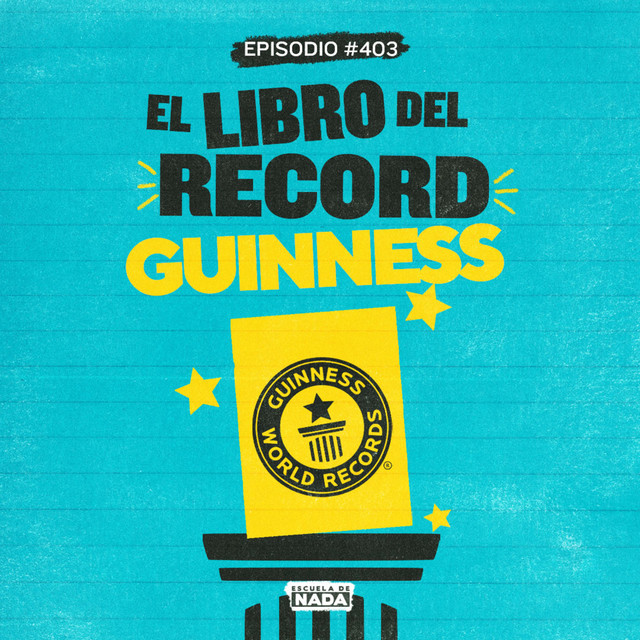 EPISODIO #403
EL LIBRO DEL
RECORD
GUINNESS
GUINNESS
WORLD RECORDS
®
ESCUELA DE
NADA